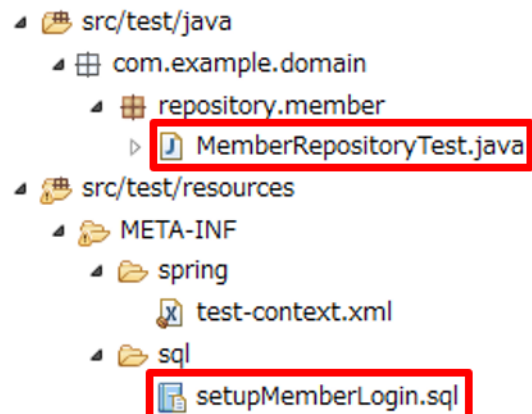 src/test/java
com.example.domain
repository.member
MemberRepositoryTest.java
src/test/resources
META-INF
spring
test-context.xml
sql
setupMemberLogin.sql